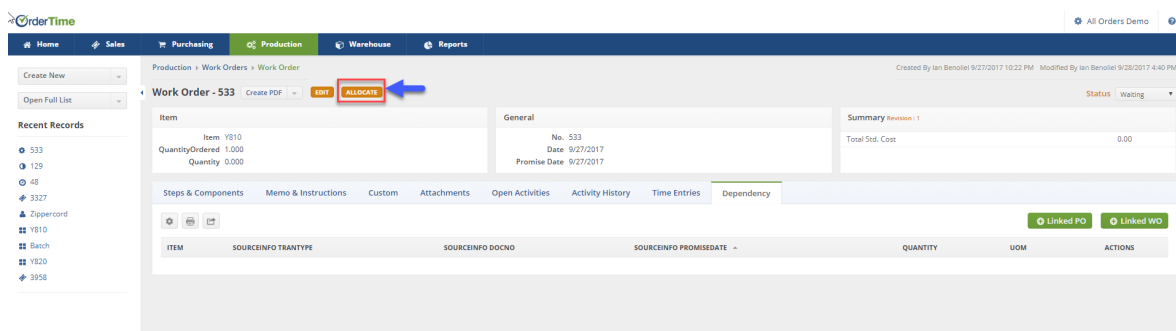 OrderTime
All Orders Demo
Home Sales Purchasing Production Warehouse Reports
Create New
Open Full List
Recent Records
533
129
48
3327
Zippercord
Y810
Batch
Y820
3958
Production › Work Orders › Work Order
Created By Ian Benoliel 9/27/2017 10:22 PM Modified By Ian Benoliel 9/28/2017 4:40 PM
Work Order - 533 Create PDF EDIT ALLOCATE
Status Waiting
Item
Item Y810
QuantityOrdered 1.000
Quantity 0.000
General
No. 533
Date 9/27/2017
Promise Date 9/27/2017
Summary Revision : 1
Total Std. Cost 0.00
Steps & Components Memo & Instructions Custom Attachments Open Activities Activity History Time Entries Dependency
Linked PO Linked WO
ITEM SOURCEINFO TRANTYPE SOURCEINFO DOCNO SOURCEINFO PROMISEDATE QUANTITY UOM ACTIONS